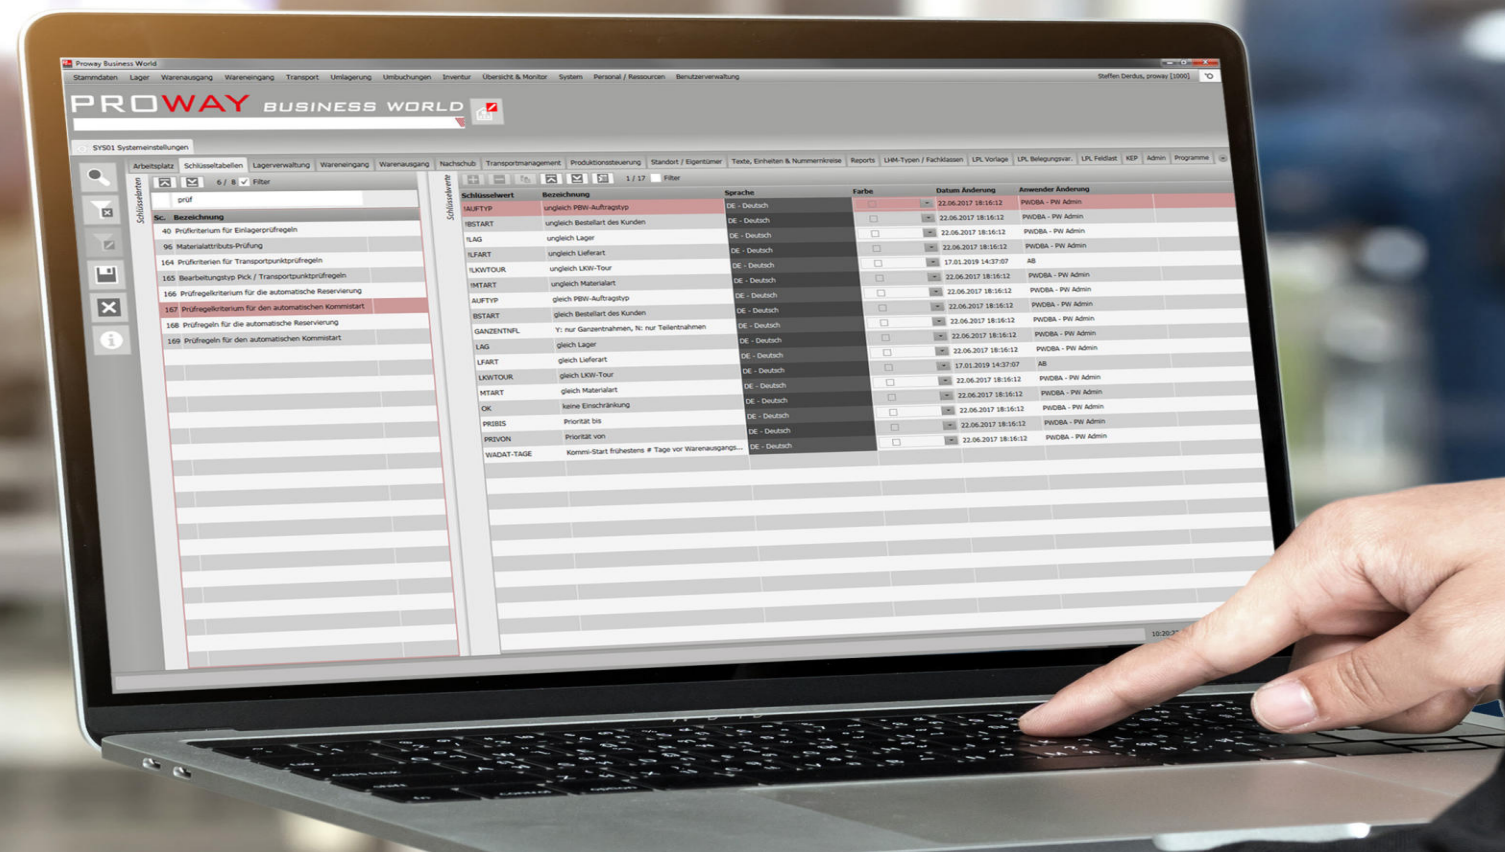 Proway Business World
Stammdaten Lager Warenausgang Wareneingang Transport Umlagerung Umbuchungen Inventur Übersicht & Monitor System Personal / Ressourcen Benutzerverwaltung Steffen Derdus, proway [1000]
PROWAY BUSINESS WORLD
SYS01 Systemeinstellungen
Arbeitsplatz Schlüsseltabellen Lagerverwaltung Wareneingang Warenausgang Nachschub Transportmanagement Produktionssteuerung Standort / Eigentümer Texte, Einheiten & Nummernkreise Reports LHM-Typen / Fachklassen LPL Vorlage LPL Belegungsvar. LPL Feldlast KEP Admin Programme
Schlüsselarten
6 / 8 Filter
prüf
Sc. Bezeichnung
40 Prüfkriterium für Einlagerprüfregeln
96 Materialattributs-Prüfung
164 Prüfkriterien für Transportpunktprüfregeln
165 Bearbeitungstyp Pick / Transportpunktprüfregeln
166 Prüfregelkriterium für die automatische Reservierung
167 Prüfregelkriterium für den automatischen Kommistart
168 Prüfregeln für die automatische Reservierung
169 Prüfregeln für den automatischen Kommistart
Schlüsselwerte
1 / 17 Filter
Schlüsselwert Bezeichnung Sprache Farbe Datum Änderung Anwender Änderung
!AUFTYP ungleich PBW-Auftragstyp DE - Deutsch 22.06.2017 18:16:12 PWDBA - PW Admin
!BSTART ungleich Bestellart des Kunden DE - Deutsch 22.06.2017 18:16:12 PWDBA - PW Admin
!LAG ungleich Lager DE - Deutsch 22.06.2017 18:16:12 PWDBA - PW Admin
!LFART ungleich Lieferart DE - Deutsch 22.06.2017 18:16:12 PWDBA - PW Admin
!LKWTOUR ungleich LKW-Tour DE - Deutsch 17.01.2019 14:37:07 AB
!MTART ungleich Materialart DE - Deutsch 22.06.2017 18:16:12 PWDBA - PW Admin
AUFTYP gleich PBW-Auftragstyp DE - Deutsch 22.06.2017 18:16:12 PWDBA - PW Admin
BSTART gleich Bestellart des Kunden DE - Deutsch 22.06.2017 18:16:12 PWDBA - PW Admin
GANZENTNFL Y: nur Ganzentnahmen, N: nur Teilentnahmen DE - Deutsch 22.06.2017 18:16:12 PWDBA - PW Admin
LAG gleich Lager DE - Deutsch 22.06.2017 18:16:12 PWDBA - PW Admin
LFART gleich Lieferart DE - Deutsch 22.06.2017 18:16:12 PWDBA - PW Admin
LKWTOUR gleich LKW-Tour DE - Deutsch 17.01.2019 14:37:07 AB
MTART gleich Materialart DE - Deutsch 22.06.2017 18:16:12 PWDBA - PW Admin
OK keine Einschränkung DE - Deutsch 22.06.2017 18:16:12 PWDBA - PW Admin
PRIBIS Priorität bis DE - Deutsch 22.06.2017 18:16:12 PWDBA - PW Admin
PRIVON Priorität von DE - Deutsch 22.06.2017 18:16:12 PWDBA - PW Admin
WADAT-TAGE Kommi-Start frühestens # Tage vor Warenausgangs... DE - Deutsch 22.06.2017 18:16:12 PWDBA - PW Admin
caps lock
fn control option